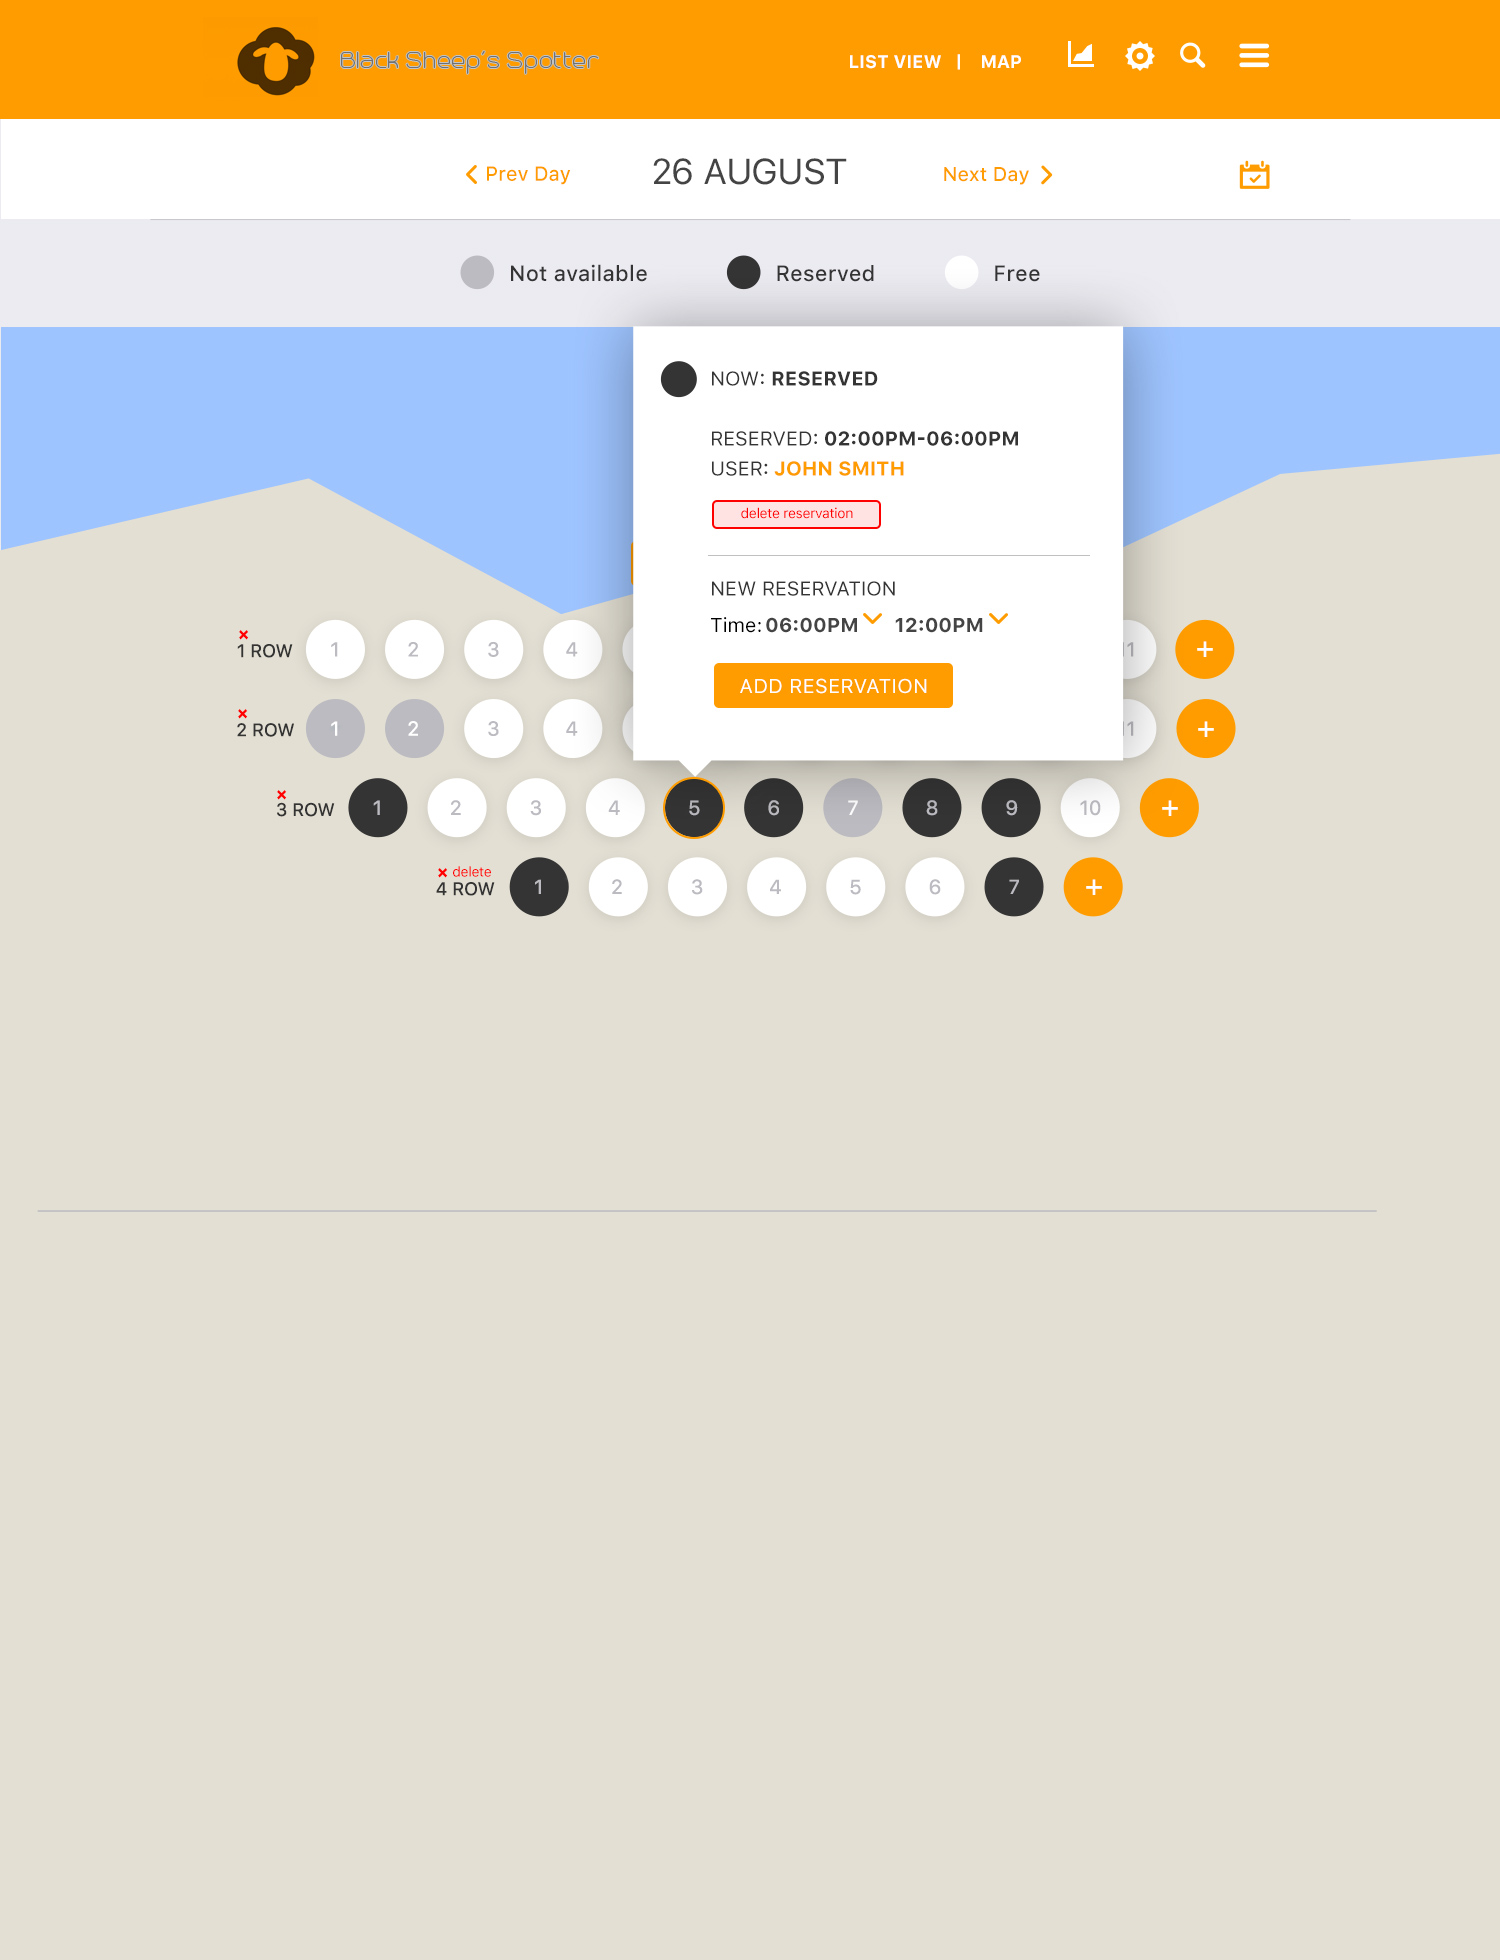 Black Sheep's Spotter
LIST VIEW | MAP
Prev Day 26 AUGUST Next Day
Not available Reserved Free
NOW: RESERVED
RESERVED: 02:00PM-06:00PM
USER: JOHN SMITH
delete reservation
NEW RESERVATION
Time: 06:00PM 12:00PM
ADD RESERVATION
1 ROW 1 2 3 4 11 +
2 ROW 1 2 3 4 11 +
3 ROW 1 2 3 4 5 6 7 8 9 10 +
delete
4 ROW 1 2 3 4 5 6 7 +